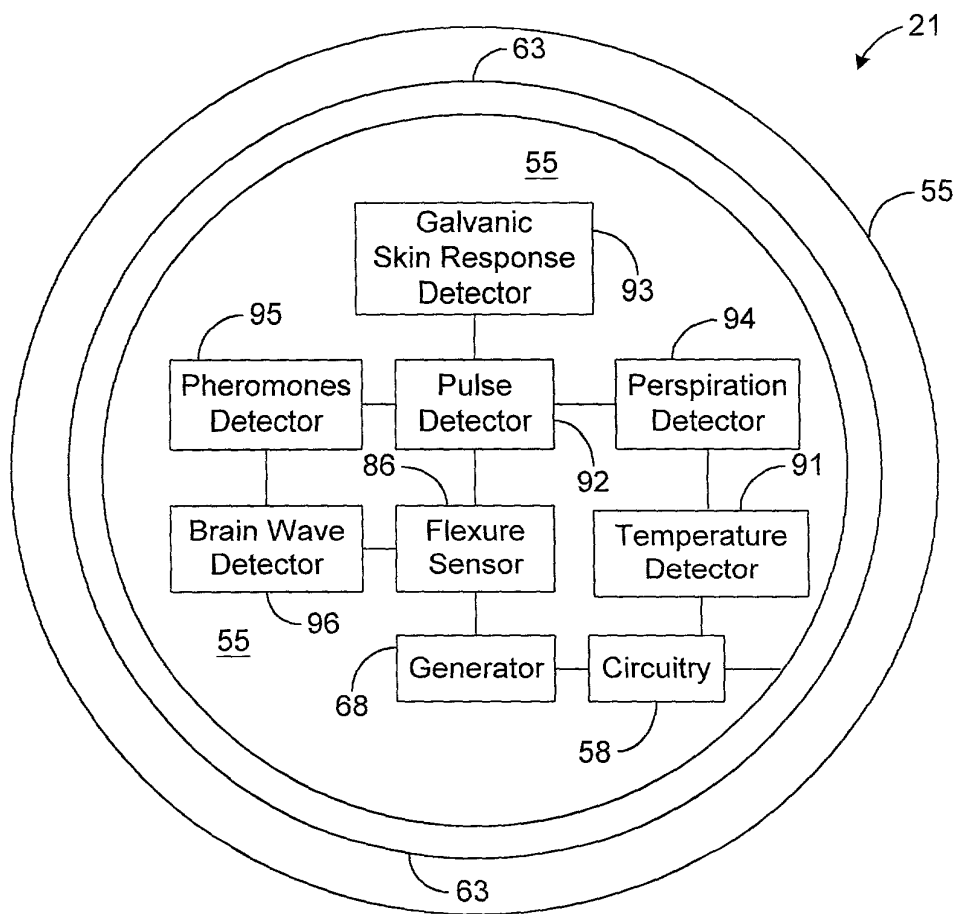 21
63
55
55
Galvanic
Skin Response
Detector
93
95
94
Pheromones
Detector
Pulse
Detector
Perspiration
Detector
86
92
91
Brain Wave
Detector
Flexure
Sensor
Temperature
Detector
96
55
68
Generator
Circuitry
58
63